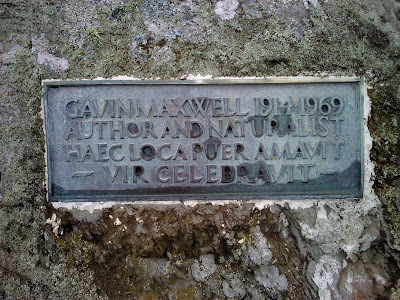 GAVIN MAXWELL 1914-1969
AUTHOR AND NATURALIST
HAEC LOCA PUER AMAVIT
— VIR CELEBRAVIT —